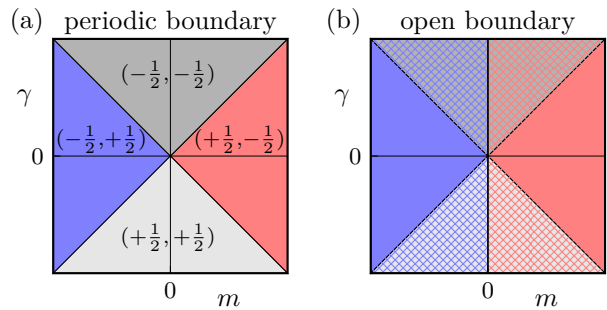 (a) periodic boundary
γ
(−1/2,−1/2)
(−1/2,+1/2)
(+1/2,−1/2)
0
(+1/2,+1/2)
0
m
(b) open boundary
γ
0
0
m